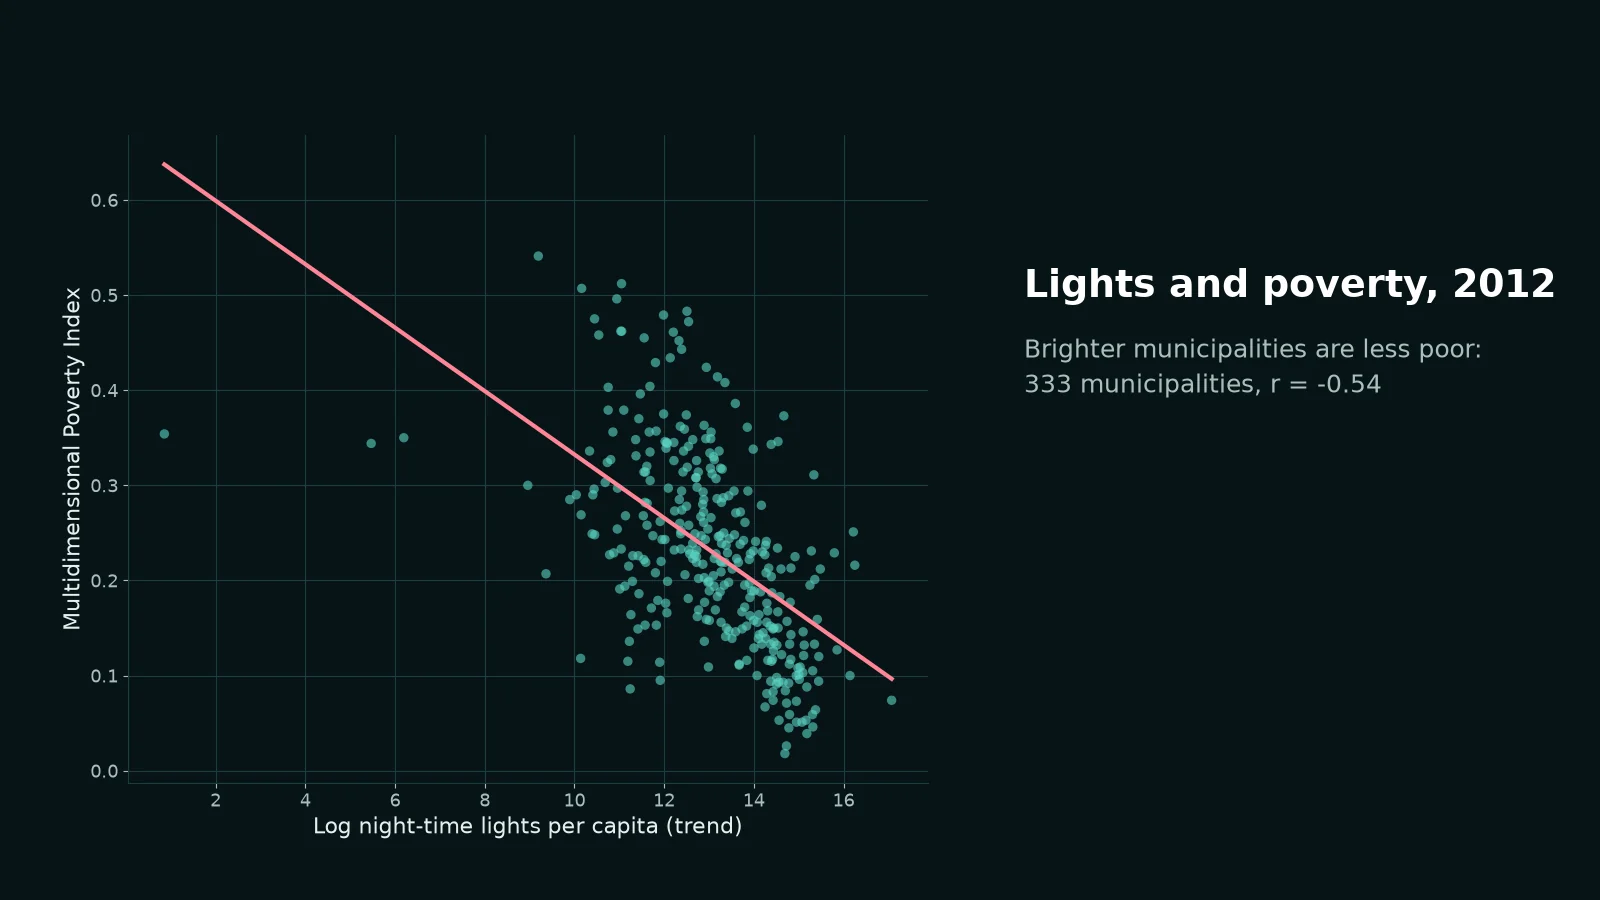 Lights and poverty, 2012
Brighter municipalities are less poor:
333 municipalities, r = -0.54
Multidimensional Poverty Index
0.6
0.5
0.4
0.3
0.2
0.1
0.0
2 4 6 8 10 12 14 16
Log night-time lights per capita (trend)